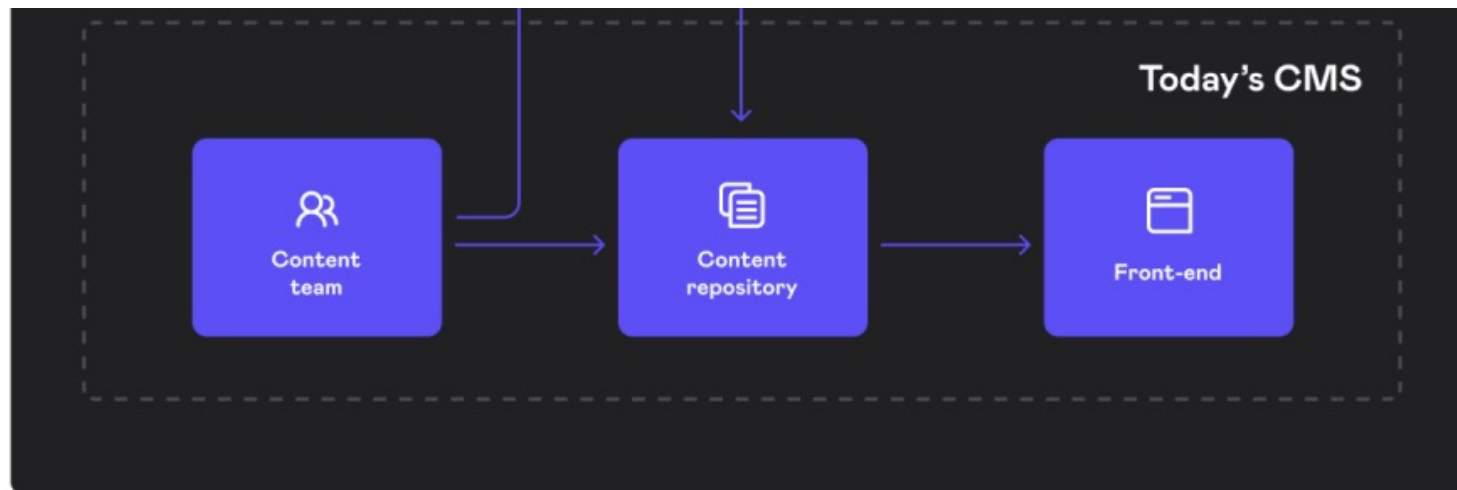 Today’s CMS
Content
team
Content
repository
Front-end